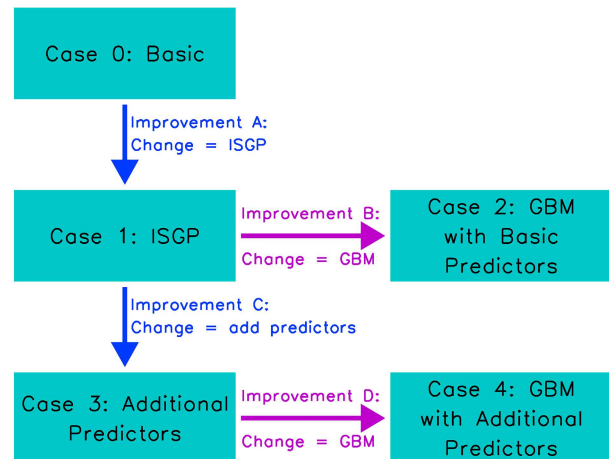 Case 0: Basic
Improvement A:
Change = ISGP
Case 1: ISGP
Improvement B:
Change = GBM
Case 2: GBM
with Basic
Predictors
Improvement C:
Change = add predictors
Case 3: Additional
Predictors
Improvement D:
Change = GBM
Case 4: GBM
with Additional
Predictors